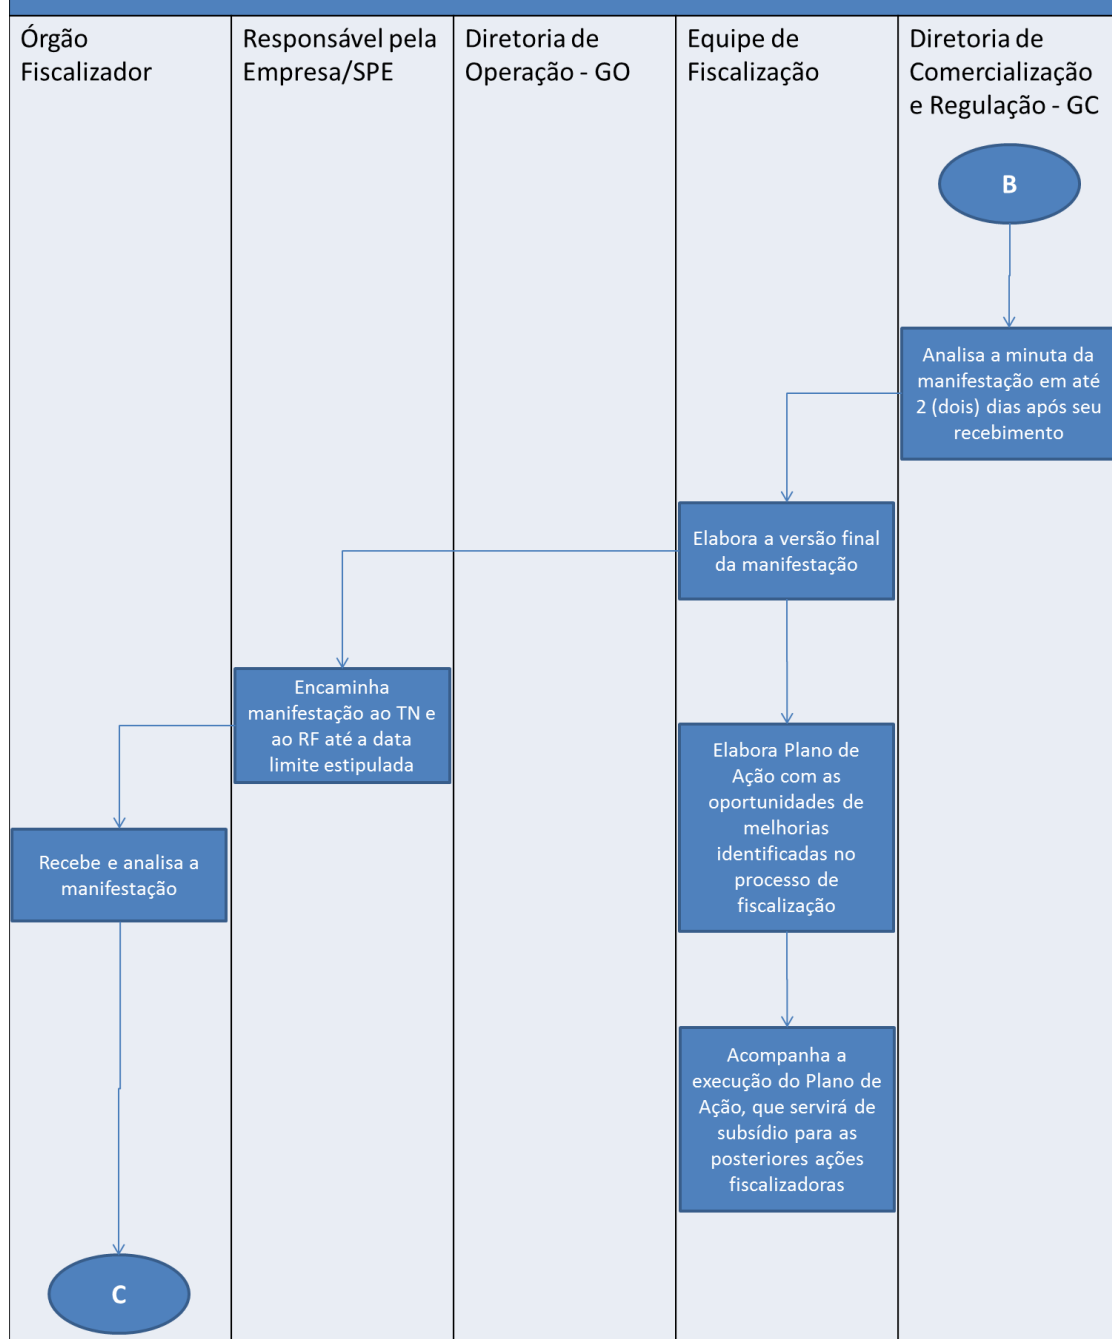 Órgão
Fiscalizador
Responsável pela
Empresa/SPE
Diretoria de
Operação - GO
Equipe de
Fiscalização
Diretoria de
Comercialização
e Regulação - GC
B
Analisa a minuta da
manifestação em até
2 (dois) dias após seu
recebimento
Elabora a versão final
da manifestação
Encaminha
manifestação ao TN e
ao RF até a data
limite estipulada
Elabora Plano de
Ação com as
oportunidades de
melhorias
identificadas no
processo de
fiscalização
Recebe e analisa a
manifestação
Acompanha a
execução do Plano de
Ação, que servirá de
subsídio para as
posteriores ações
fiscalizadoras
C